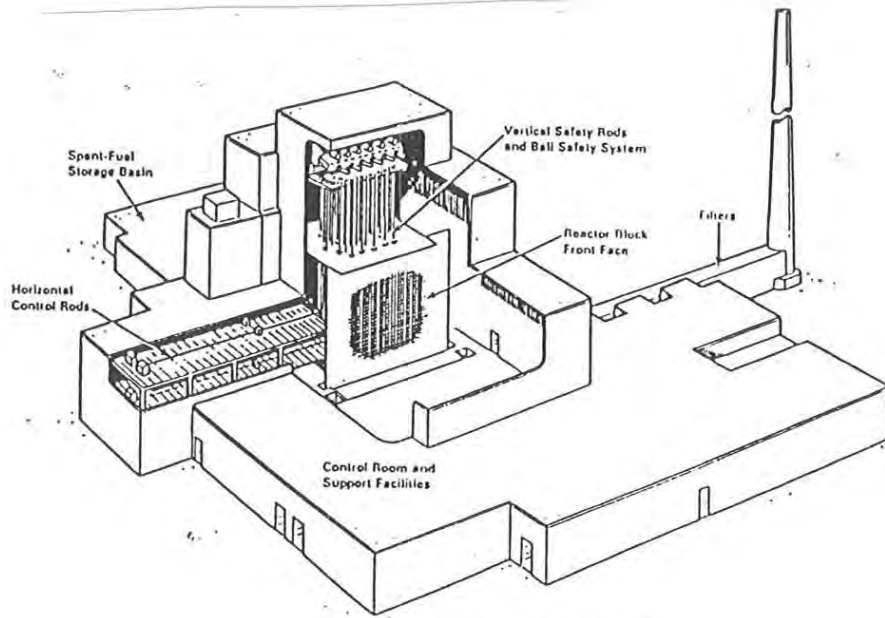 Vertical Safety Rods
and Ball Safety System
Spent-Fuel
Storage Basin
Filters
Reactor Block
Front Face
Horizontal
Control Rods
Control Room and
Support Facilities